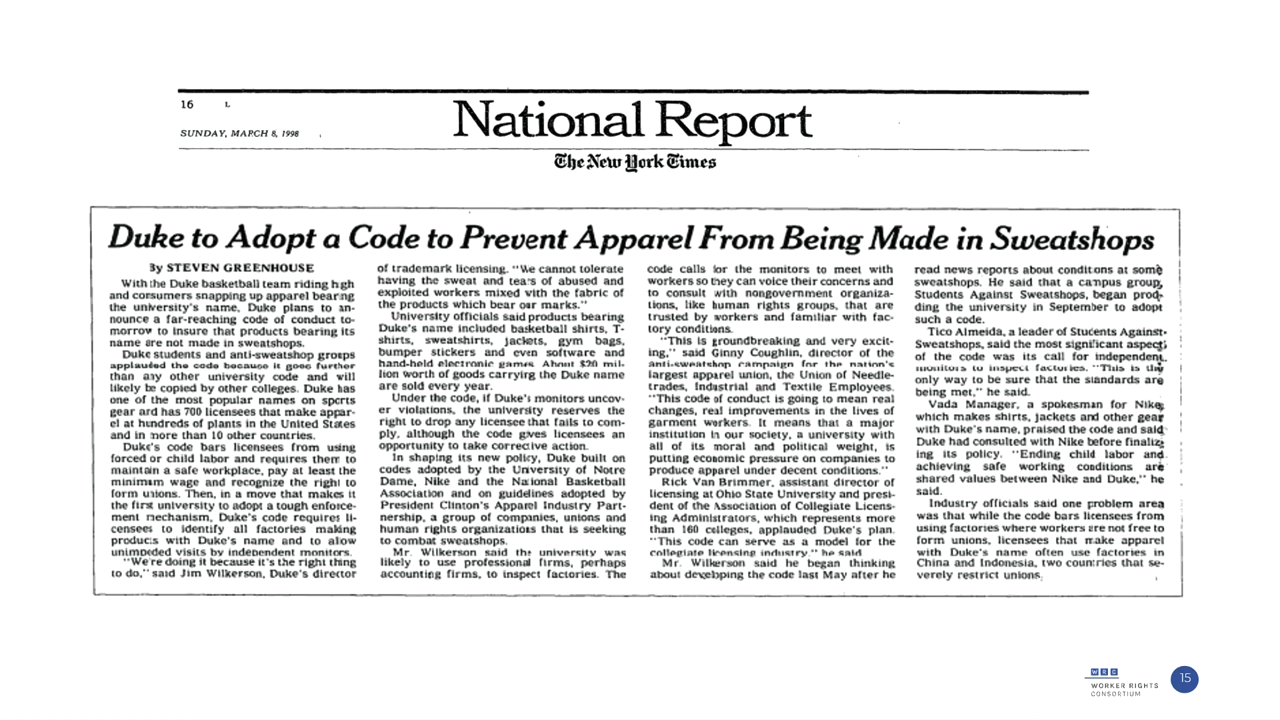 16 L
SUNDAY, MARCH 8, 1998
National Report
The New York Times
Duke to Adopt a Code to Prevent Apparel From Being Made in Sweatshops
By STEVEN GREENHOUSE
With the Duke basketball team riding high
and consumers snapping up apparel bearing
the university's name, Duke plans to an-
nounce a far-reaching code of conduct to-
morrow to insure that products bearing its
name are not made in sweatshops.
Duke students and anti-sweatshop groups
applauded the code because it goes further
than any other university code and will
likely be copied by other colleges. Duke has
one of the most popular names on sports
gear and has 700 licensees that make appar-
el at hundreds of plants in the United States
and in more than 10 other countries.
Duke's code bars licensees from using
forced or child labor and requires them to
maintain a safe workplace, pay at least the
minimum wage and recognize the right to
form unions. Then, in a move that makes it
the first university to adopt a tough enforce-
ment mechanism, Duke's code requires li-
censees to identify all factories making
products with Duke's name and to allow
unimpeded visits by independent monitors.
"We're doing it because it's the right thing
to do," said Jim Wilkerson, Duke's director
of trademark licensing. "We cannot tolerate
having the sweat and tears of abused and
exploited workers mixed with the fabric of
the products which bear our marks."
University officials said products bearing
Duke's name included basketball shirts, T-
shirts, sweatshirts, jackets, gym bags,
bumper stickers and even software and
hand-held electronic games. About $20 mil-
lion worth of goods carrying the Duke name
are sold every year.
Under the code, if Duke's monitors uncov-
er violations, the university reserves the
right to drop any licensee that fails to com-
ply, although the code gives licensees an
opportunity to take corrective action.
In shaping its new policy, Duke built on
codes adopted by the University of Notre
Dame, Nike and the National Basketball
Association and on guidelines adopted by
President Clinton's Apparel Industry Part-
nership, a group of companies, unions and
human rights organizations that is seeking
to combat sweatshops.
Mr. Wilkerson said the university was
likely to use professional firms, perhaps
accounting firms, to inspect factories. The
code calls for the monitors to meet with
workers so they can voice their concerns and
to consult with nongovernment organiza-
tions, like human rights groups, that are
trusted by workers and familiar with fac-
tory conditions.
"This is groundbreaking and very excit-
ing," said Ginny Coughlin, director of the
anti-sweatshop campaign for the nation's
largest apparel union, the Union of Needle-
trades, Industrial and Textile Employees.
"This code of conduct is going to mean real
changes, real improvements in the lives of
garment workers. It means that a major
institution in our society, a university with
all of its moral and political weight, is
putting economic pressure on companies to
produce apparel under decent conditions."
Rick Van Brimmer, assistant director of
licensing at Ohio State University and presi-
dent of the Association of Collegiate Licens-
ing Administrators, which represents more
than 160 colleges, applauded Duke's plan.
"This code can serve as a model for the
collegiate licensing industry," he said.
Mr. Wilkerson said he began thinking
about developing the code last May after he
read news reports about conditions at some
sweatshops. He said that a campus group,
Students Against Sweatshops, began prod-
ding the university in September to adopt
such a code.
Tico Almeida, a leader of Students Against
Sweatshops, said the most significant aspect
of the code was its call for independent
monitors to inspect factories. "This is the
only way to be sure that the standards are
being met," he said.
Vada Manager, a spokesman for Nike,
which makes shirts, jackets and other gear
with Duke's name, praised the code and said
Duke had consulted with Nike before finaliz-
ing its policy. "Ending child labor and
achieving safe working conditions are
shared values between Nike and Duke," he
said.
Industry officials said one problem area
was that while the code bars licensees from
using factories where workers are not free to
form unions, licensees that make apparel
with Duke's name often use factories in
China and Indonesia, two countries that se-
verely restrict unions.
WRC
WORKER RIGHTS
CONSORTIUM
15